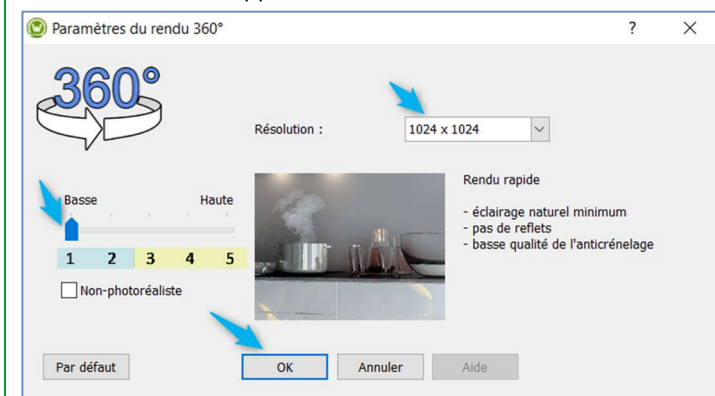 Paramètres du rendu 360°
360°
Résolution :
1024 x 1024
Basse
Haute
1 2 3 4 5
Non-photoréaliste
Rendu rapide
- éclairage naturel minimum
- pas de reflets
- basse qualité de l'anticrénelage
Par défaut
OK
Annuler
Aide